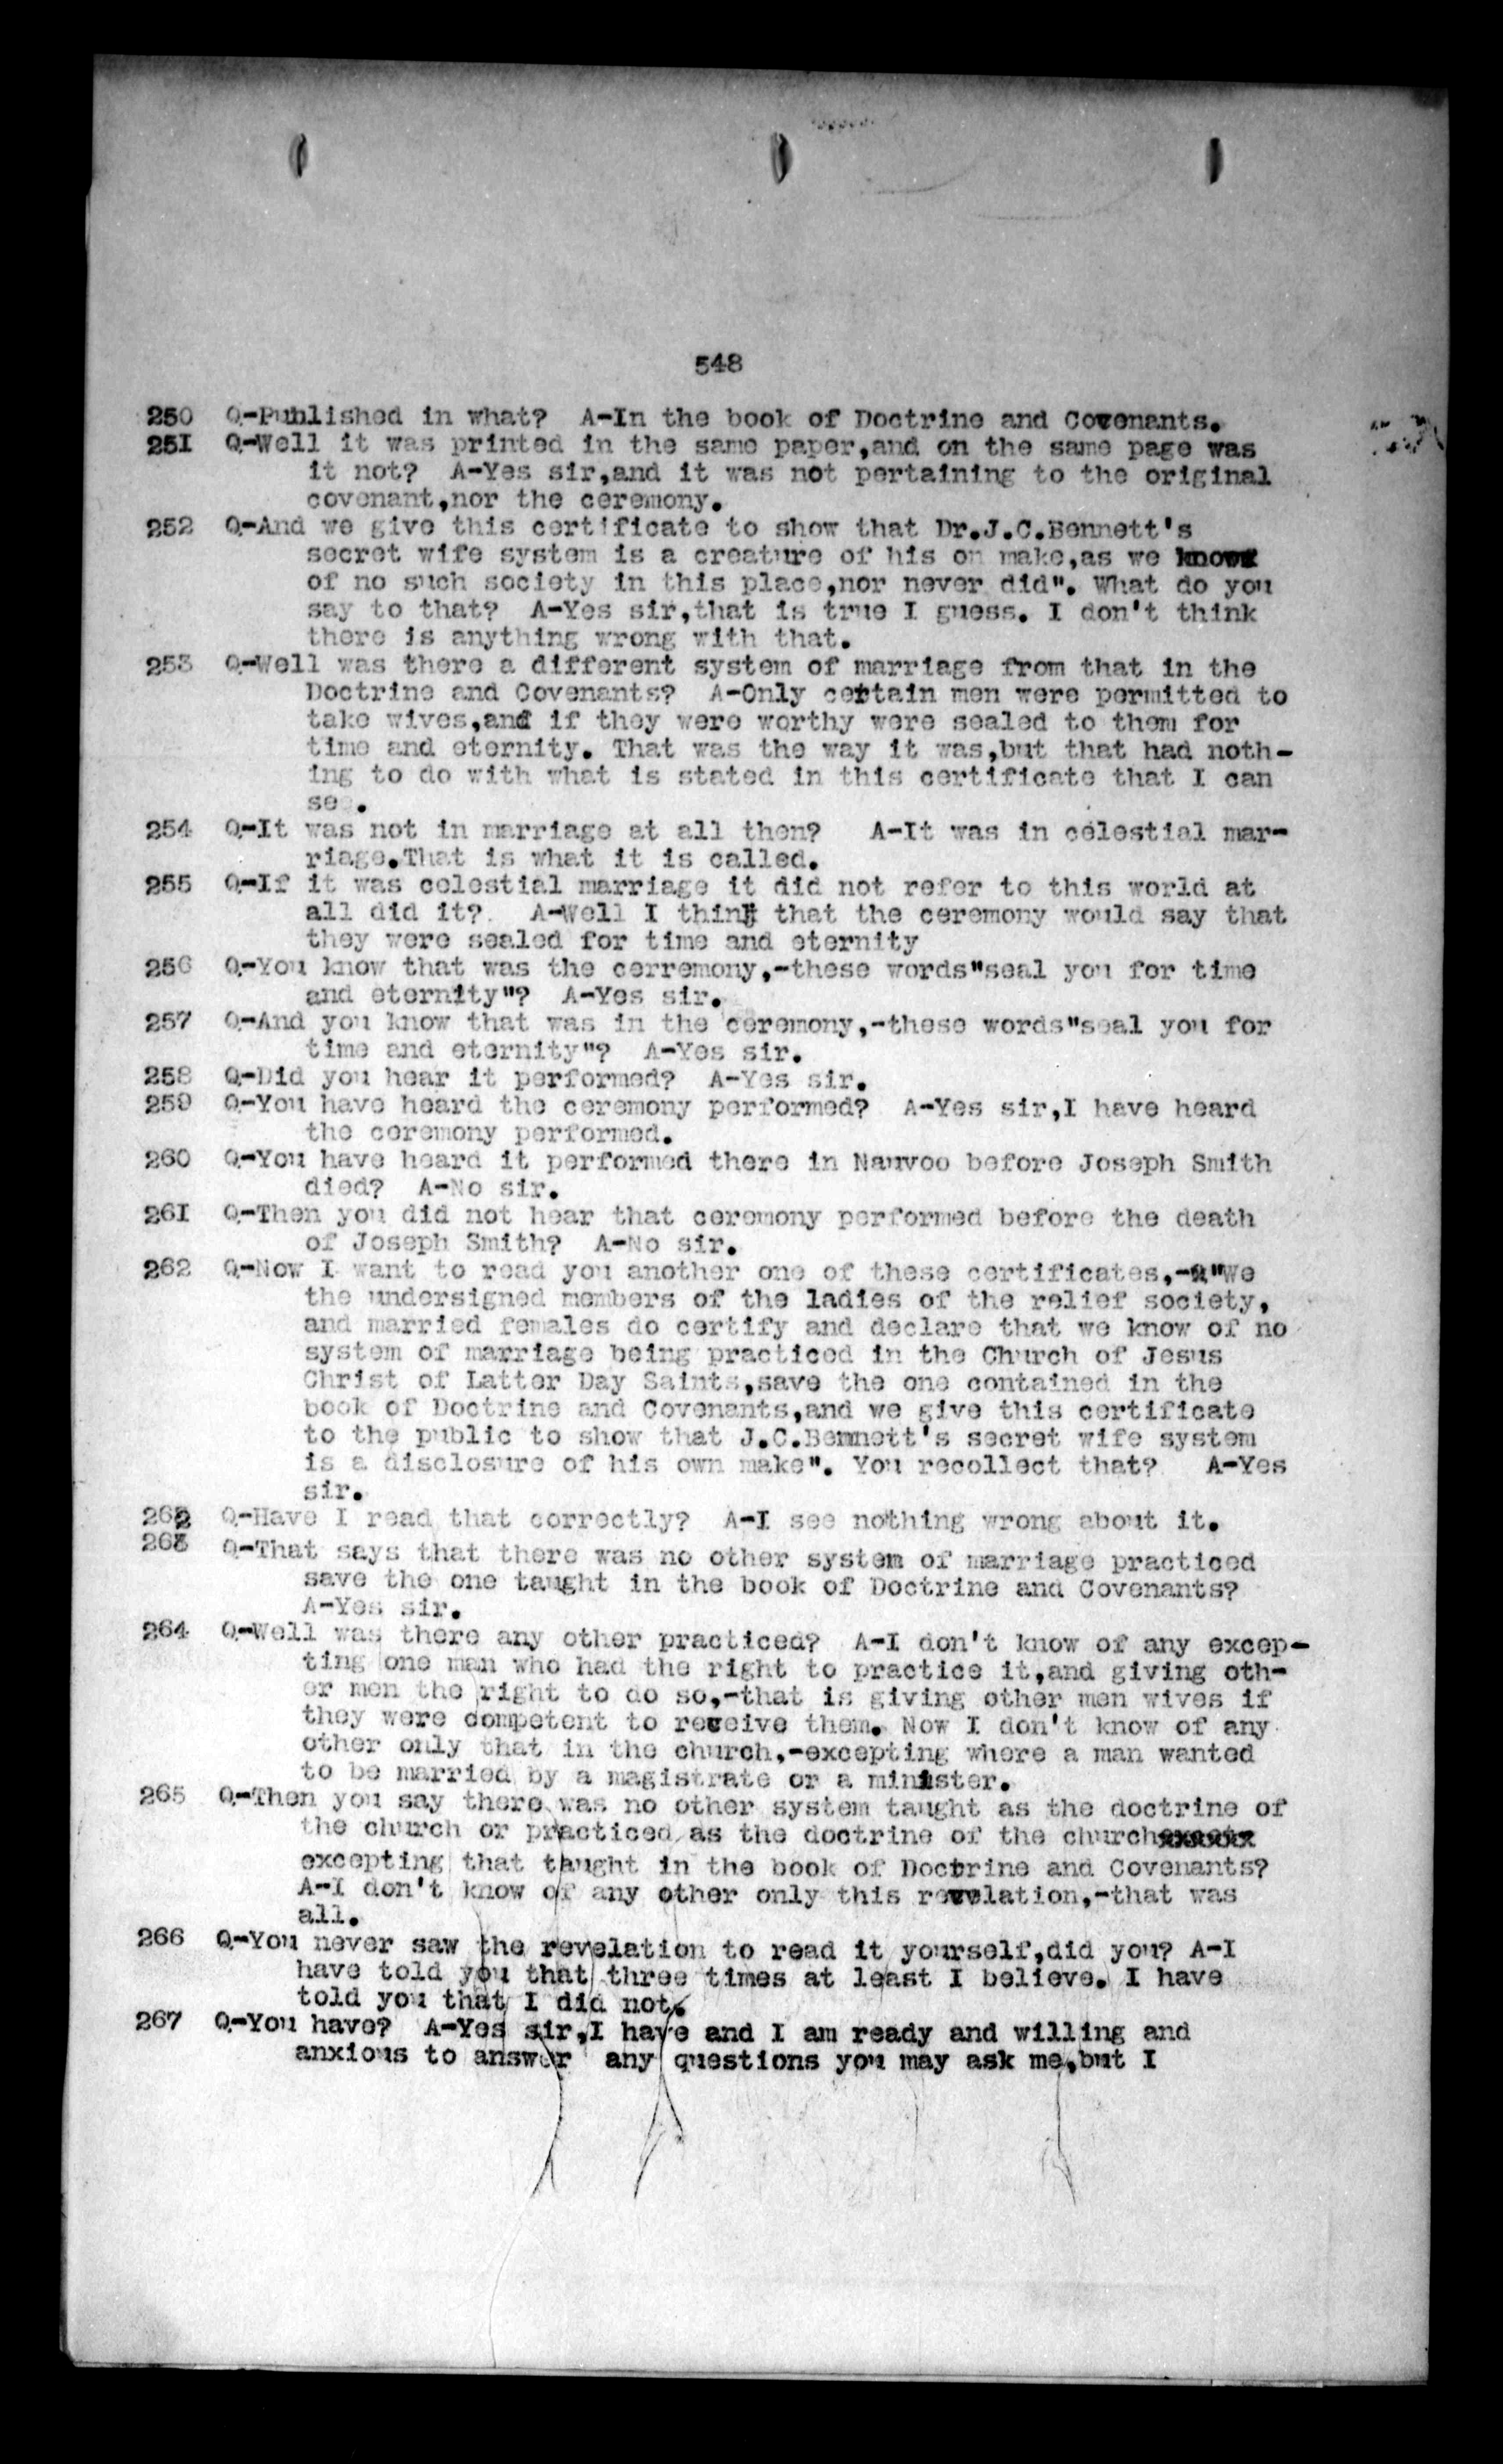 548
250 Q-Punlished in what? A-In the book of Doctrine and Covenants.
251 Q-Well it was printed in the same paper,and on the same page was
it not? A-Yes sir,and it was not pertaining to the original
covenant,nor the ceremony.
252 Q-And we give this certificate to show that Dr.J.C.Bennett's
secret wife system is a creature of his on make,as we know
of no such society in this place,nor never did". What do you
say to that? A-Yes sir,that is true I guess. I don't think
there is anything wrong with that.
253 Q-Well was there a different system of marriage from that in the
Doctrine and Covenants? A-Only certain men were permitted to
take wives,and if they were worthy were sealed to them for
time and eternity. That was the way it was,but that had noth-
ing to do with what is stated in this certificate that I can
see.
254 Q-It was not in marriage at all then? A-It was in celestial mar-
riage.That is what it is called.
255 Q-If it was celestial marriage it did not refer to this world at
all did it? A-Well I think that the ceremony would say that
they were sealed for time and eternity
256 Q-You know that was the cerremony,-these words"seal you for time
and eternity"? A-Yes sir.
257 Q-And you know that was in the ceremony,-these words"seal you for
time and eternity"? A-Yes sir.
258 Q-Did you hear it performed? A-Yes sir.
259 Q-You have heard the ceremony performed? A-Yes sir,I have heard
the ceremony performed.
260 Q-You have heard it performed there in Nauvoo before Joseph Smith
died? A-No sir.
261 Q-Then you did not hear that ceremony performed before the death
of Joseph Smith? A-No sir.
262 Q-Now I want to read you another one of these certificates,-"We
the undersigned members of the ladies of the relief society,
and married females do certify and declare that we know of no
system of marriage being practiced in the Church of Jesus
Christ of Latter Day Saints,save the one contained in the
book of Doctrine and Covenants,and we give this certificate
to the public to show that J.C.Bemnett's secret wife system
is a disclosure of his own make". You recollect that? A-Yes
sir.
262 Q-Have I read that correctly? A-I see nothing wrong about it.
263 Q-That says that there was no other system of marriage practiced
save the one taught in the book of Doctrine and Covenants?
A-Yes sir.
264 Q-Well was there any other practiced? A-I don't know of any excep-
ting one man who had the right to practice it,and giving oth-
er men the right to do so,-that is giving other men wives if
they were competent to receive them. Now I don't know of any
other only that in the church,-excepting where a man wanted
to be married by a magistrate or a minister.
265 Q-Then you say there was no other system taught as the doctrine of
the church or practiced as the doctrine of the church
excepting that taught in the book of Doctrine and Covenants?
A-I don't know of any other only this revelation,-that was
all.
266 Q-You never saw the revelation to read it yourself,did you? A-I
have told you that three times at least I believe. I have
told you that I did not.
267 Q-You have? A-Yes sir,I have and I am ready and willing and
anxious to answer any questions you may ask me,but I